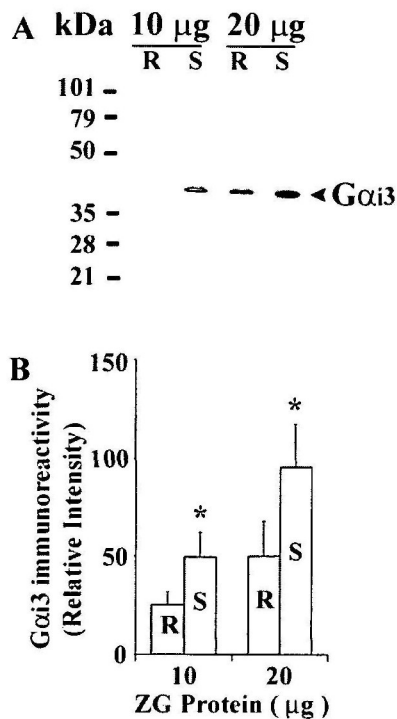 A kDa 10 μg 20 μg
R S R S
101
79
50
Gαi3
35
28
21
B
150
100
50
0
Gαi3 immunoreactivity
(Relative Intensity)
*
*
R S R S
10 20
ZG Protein ( μg )